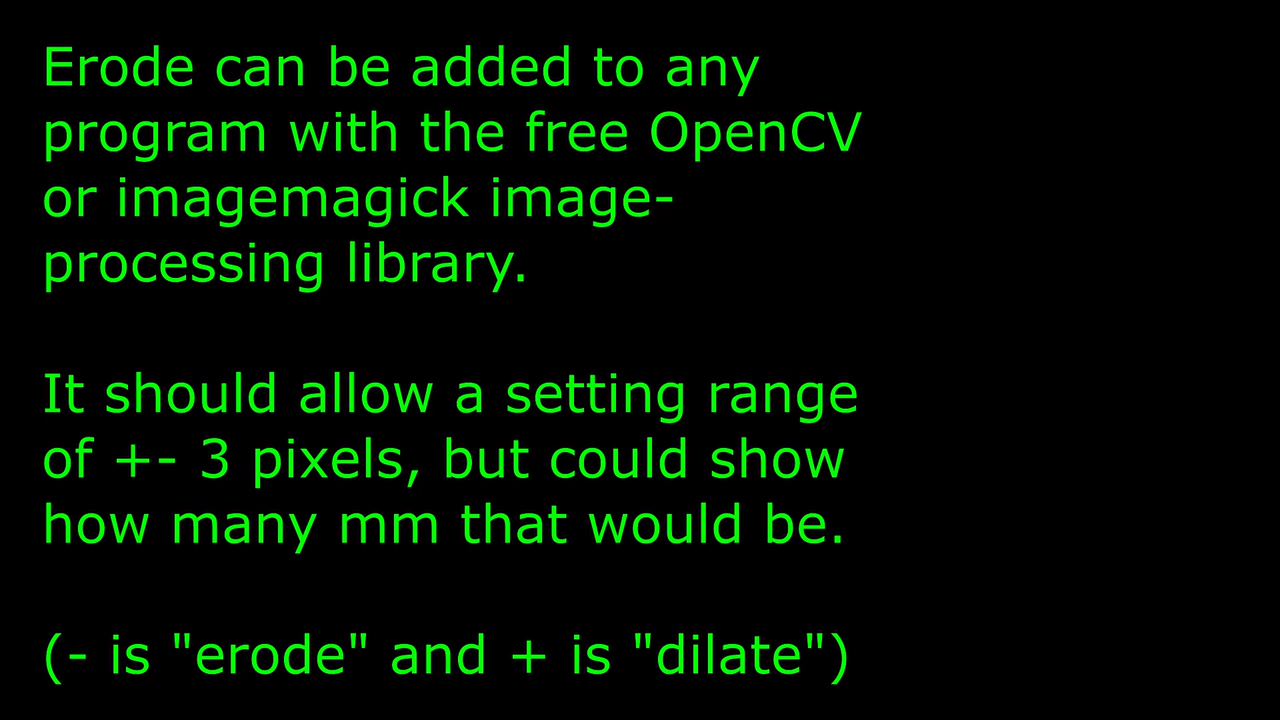 Erode can be added to any
program with the free OpenCV
or imagemagick image-
processing library.
It should allow a setting range
of +- 3 pixels, but could show
how many mm that would be.
(- is "erode" and + is "dilate")